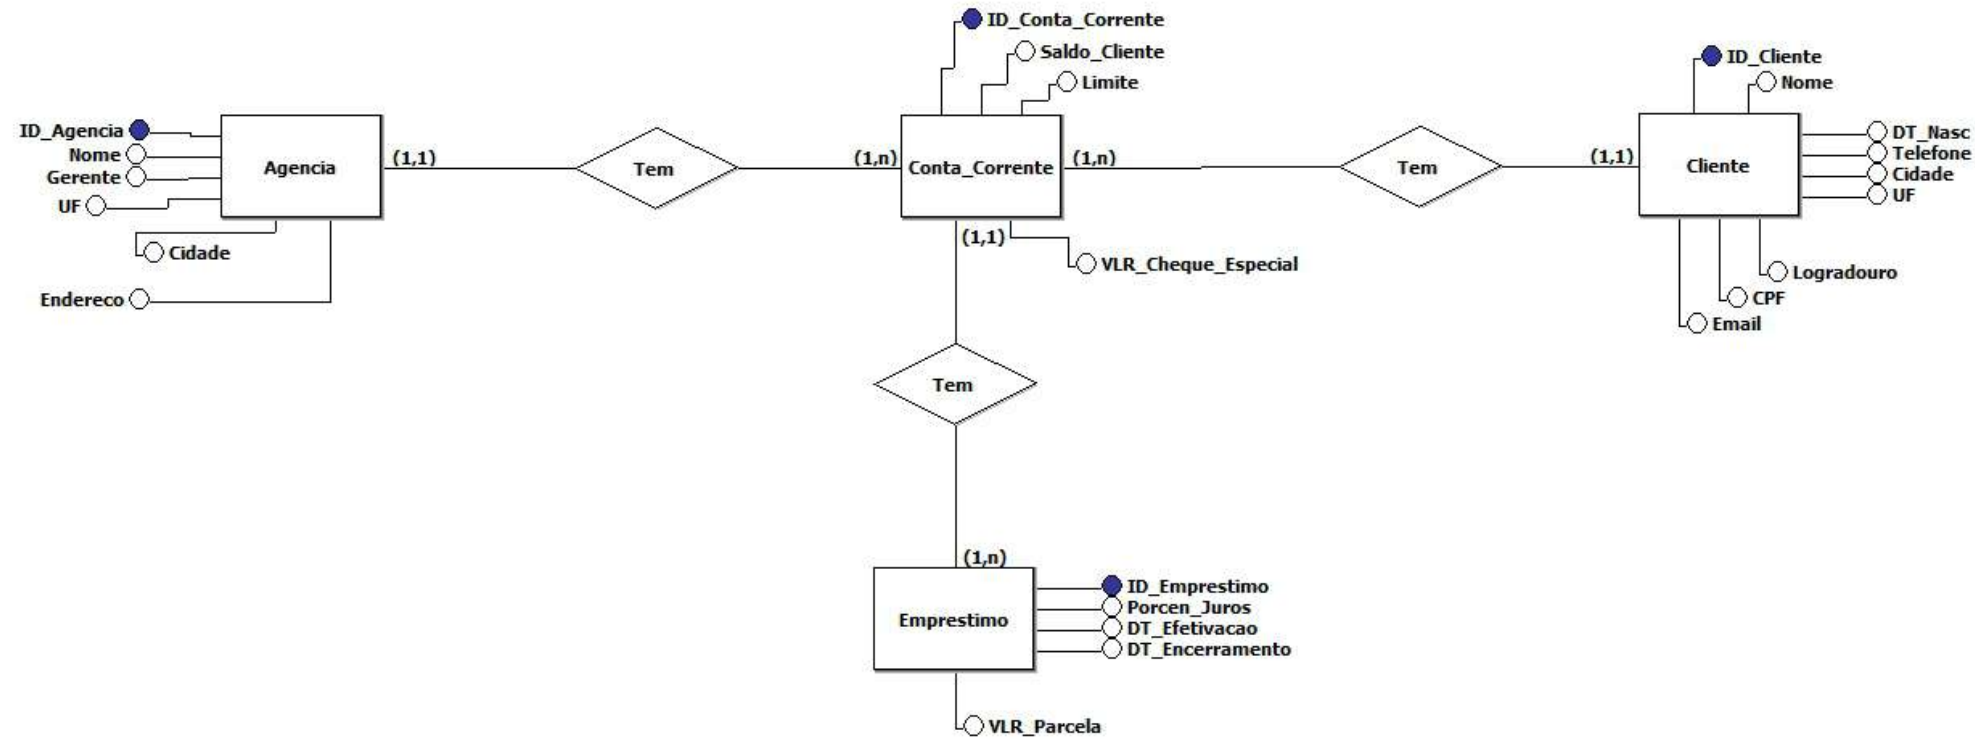 ID_Conta_Corrente
Saldo_Cliente
Limite
ID_Cliente
Nome
ID_Agencia
Nome
Gerente
UF
Cidade
Endereco
Agencia
(1,1)
Tem
(1,n)
Conta_Corrente
(1,n)
Tem
(1,1)
Cliente
DT_Nasc
Telefone
Cidade
UF
Logradouro
CPF
Email
(1,1)
VLR_Cheque_Especial
Tem
(1,n)
Emprestimo
ID_Emprestimo
Porcen_Juros
DT_Efetivacao
DT_Encerramento
VLR_Parcela